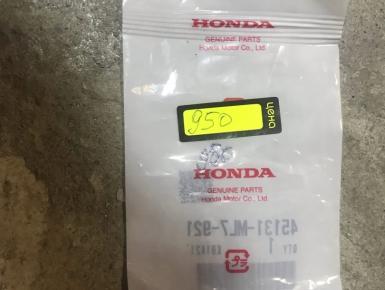 HONDA
GENUINE PARTS
Honda Motor Co., Ltd.
950
цена
900
HONDA
GENUINE PARTS
Honda Motor Co., Ltd.
45131-ML7-921
QTY 1